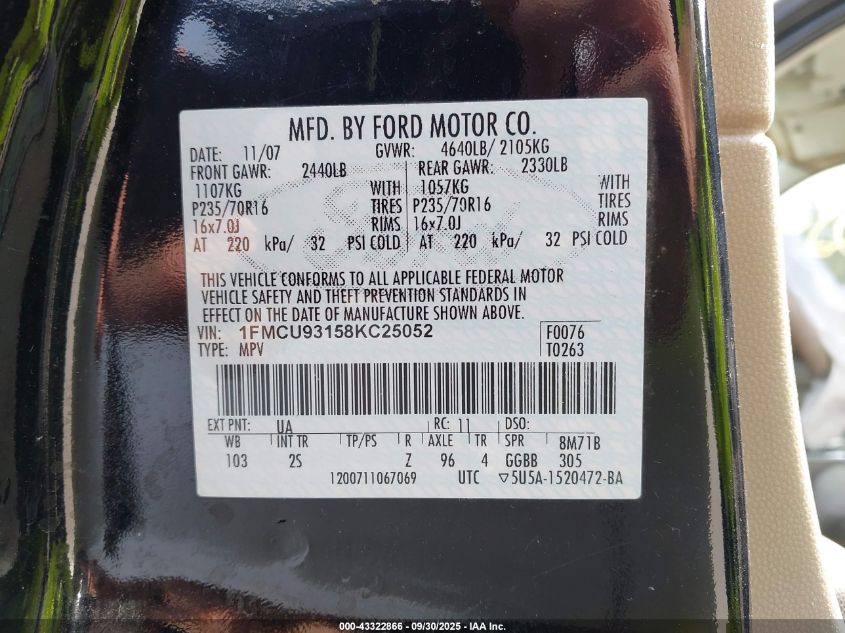 MFD. BY FORD MOTOR CO.
DATE: 11/07 GVWR: 4640LB/ 2105KG
FRONT GAWR: 2440LB REAR GAWR: 2330LB
1107KG WITH 1057KG WITH
P235/70R16 TIRES P235/70R16 TIRES
16x7.0J RIMS 16x7.0J RIMS
AT 220 kPa/ 32 PSI COLD AT 220 kPa/ 32 PSI COLD
THIS VEHICLE CONFORMS TO ALL APPLICABLE FEDERAL MOTOR
VEHICLE SAFETY AND THEFT PREVENTION STANDARDS IN
EFFECT ON THE DATE OF MANUFACTURE SHOWN ABOVE.
VIN: 1FMCU93158KC25052 F0076
TYPE: MPV T0263
EXT PNT: UA RC: 11 DSO:
WB INT TR TP/PS R AXLE TR SPR 8M71B
103 2S Z 96 4 GGBB 305
1200711067069 UTC ▽5U5A-1520472-BA
000-43322866 - 09/30/2025 - IAA Inc.